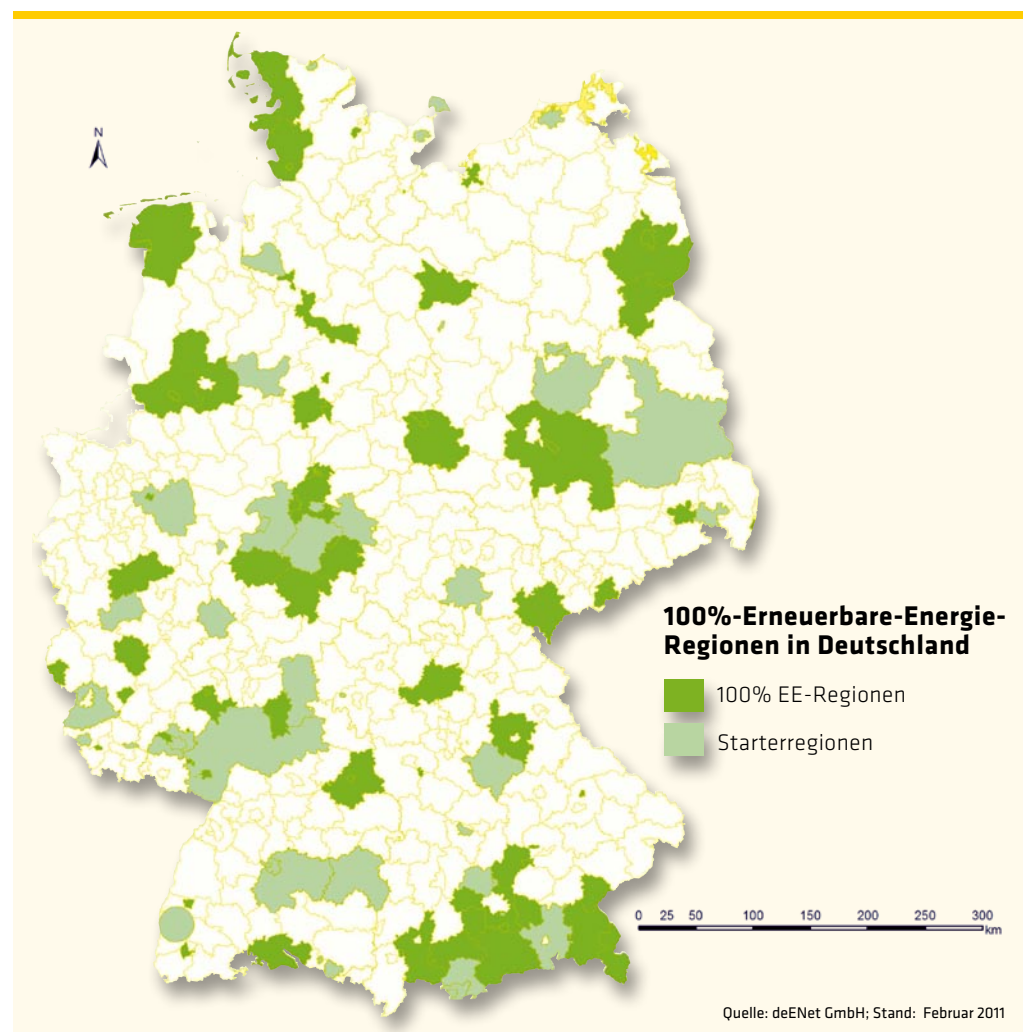 N
100%-Erneuerbare-Energie-
Regionen in Deutschland
100% EE-Regionen
Starterregionen
0 25 50 100 150 200 250 300
km
Quelle: deENet GmbH; Stand: Februar 2011